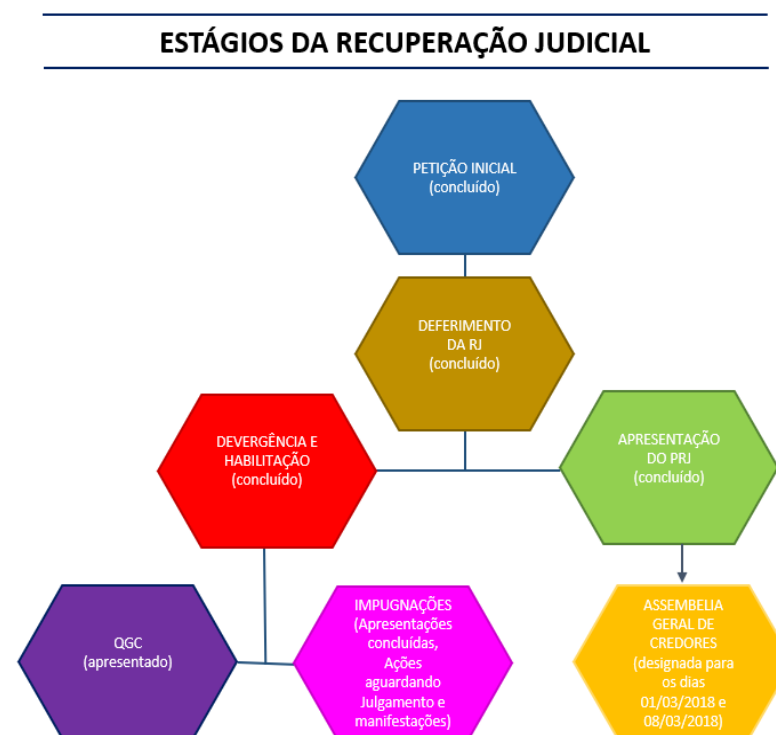 ESTÁGIOS DA RECUPERAÇÃO JUDICIAL
PETIÇÃO INICIAL
(concluído)
DEFERIMENTO
DA RJ
(concluído)
DEVERGÊNCIA E
HABILITAÇÃO
(concluído)
APRESENTAÇÃO
DO PRJ
(concluído)
QGC
(apresentado)
IMPUGNAÇÕES
(Apresentações
concluídas,
Ações
aguardando
Julgamento e
manifestações)
ASSEMBELIA
GERAL DE
CREDORES
(designada para
os dias
01/03/2018 e
08/03/2018)